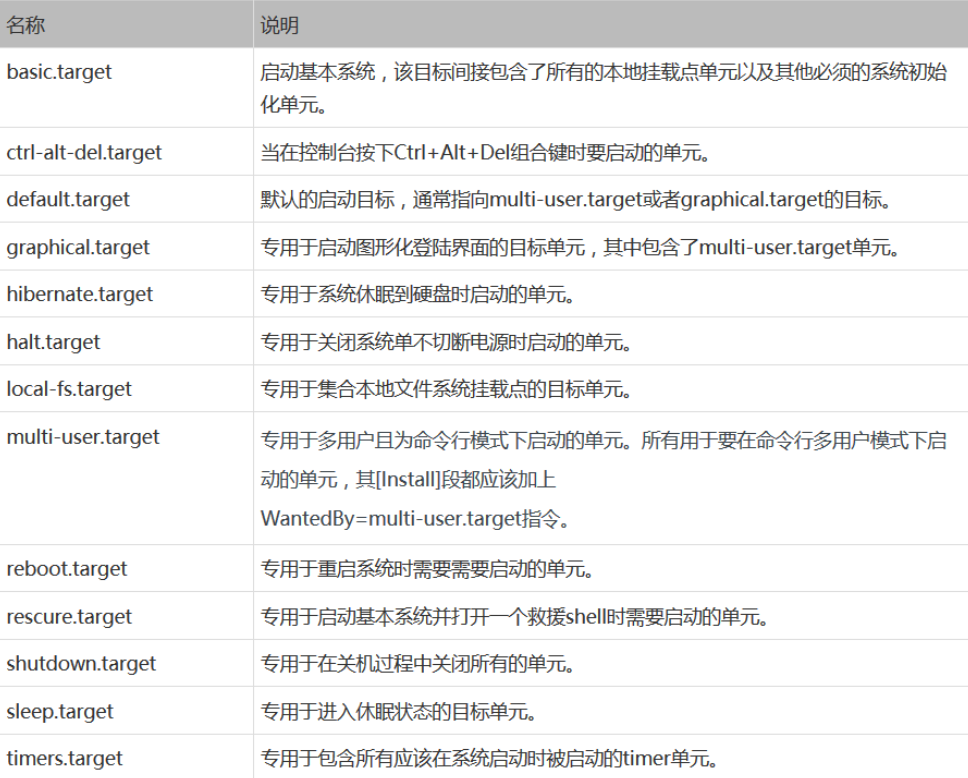 名称 说明
basic.target 启动基本系统，该目标间接包含了所有的本地挂载点单元以及其他必须的系统初始
化单元。
ctrl-alt-del.target 当在控制台按下Ctrl+Alt+Del组合键时要启动的单元。
default.target 默认的启动目标，通常指向multi-user.target或者graphical.target的目标。
graphical.target 专用于启动图形化登陆界面的目标单元，其中包含了multi-user.target单元。
hibernate.target 专用于系统休眠到硬盘时启动的单元。
halt.target 专用于关闭系统单不切断电源时启动的单元。
local-fs.target 专用于集合本地文件系统挂载点的目标单元。
multi-user.target 专用于多用户且为命令行模式下启动的单元。所有用于要在命令行多用户模式下启
动的单元，其[Install]段都应该加上
WantedBy=multi-user.target指令。
reboot.target 专用于重启系统时需要需要启动的单元。
rescure.target 专用于启动基本系统并打开一个救援shell时需要启动的单元。
shutdown.target 专用于在关机过程中关闭所有的单元。
sleep.target 专用于进入休眠状态的目标单元。
timers.target 专用于包含所有应该在系统启动时被启动的timer单元。